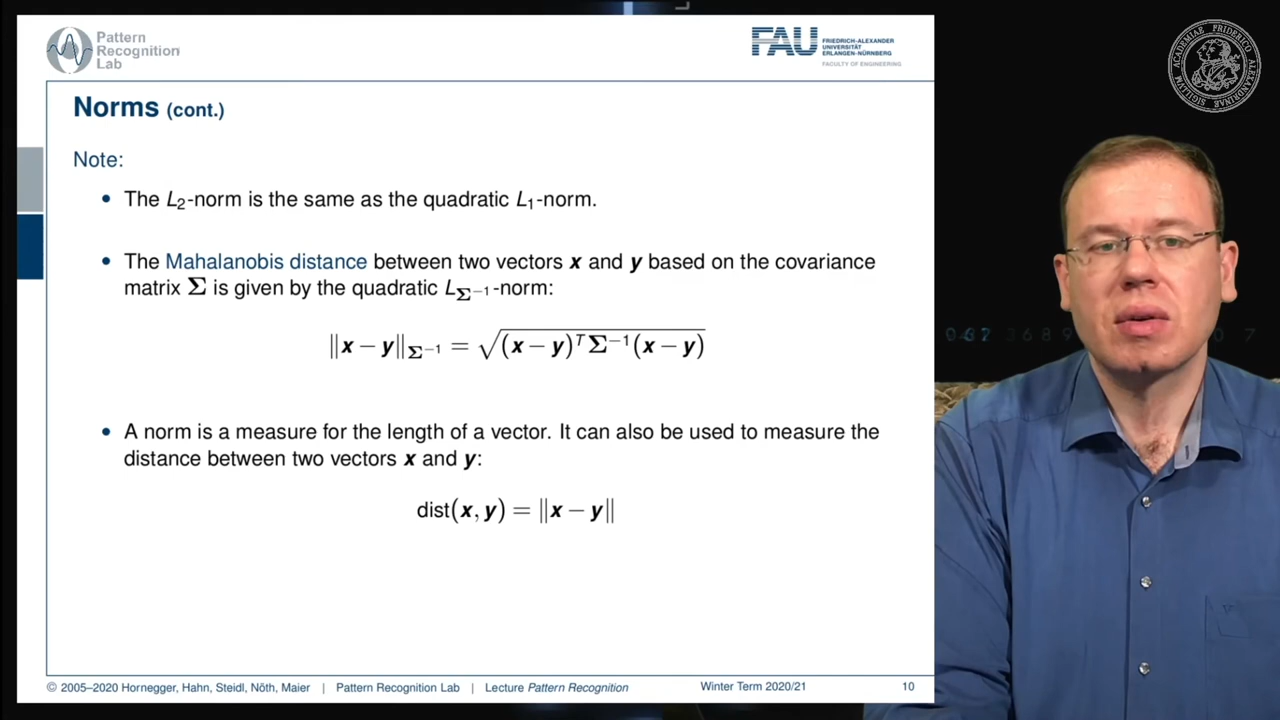 Pattern
Recognition
Lab
FAU
FRIEDRICH-ALEXANDER
UNIVERSITÄT
ERLANGEN-NÜRNBERG
FACULTY OF ENGINEERING
Norms (cont.)
Note:
• The L₂-norm is the same as the quadratic L₁-norm.
• The Mahalanobis distance between two vectors x and y based on the covariance
matrix Σ is given by the quadratic L_Σ⁻¹-norm:
‖x − y‖_Σ⁻¹ = √(x − y)ᵀΣ⁻¹(x − y)
• A norm is a measure for the length of a vector. It can also be used to measure the
distance between two vectors x and y:
dist(x, y) = ‖x − y‖
© 2005–2020 Hornegger, Hahn, Steidl, Nöth, Maier | Pattern Recognition Lab | Lecture Pattern Recognition
Winter Term 2020/21
10